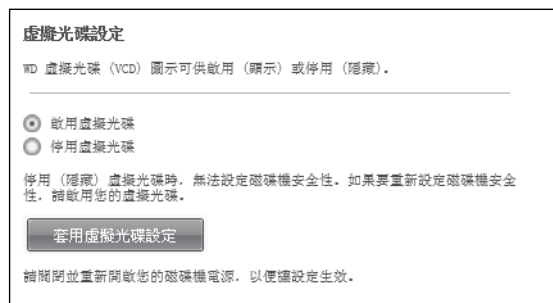 虛擬光碟設定
WD 虛擬光碟 (VCD) 圖示可供啟用 (顯示) 或停用 (隱藏).
啟用虛擬光碟
停用虛擬光碟
停用 (隱藏) 虛擬光碟時, 無法設定磁碟機安全性. 如果要重新設定磁碟機安全
性, 請啟用您的虛擬光碟.
套用虛擬光碟設定
請關閉並重新開啟您的磁碟機電源, 以便讓設定生效.